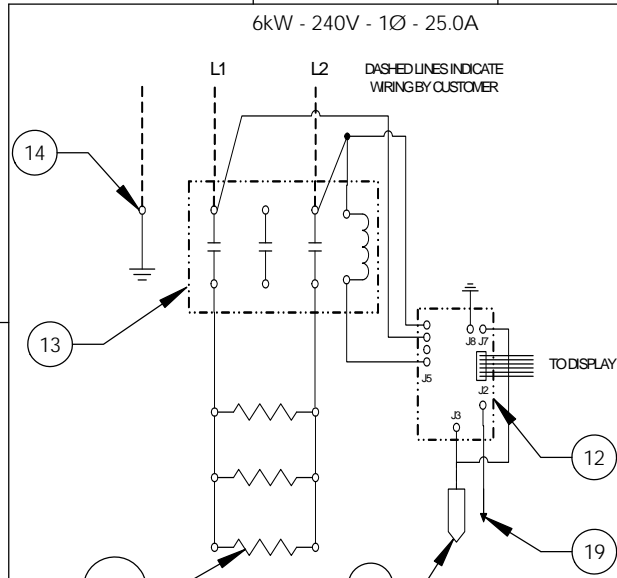 6kW - 240V - 1Ø - 25.0A
L1
L2
DASHED LINES INDICATE
WIRING BY CUSTOMER
14
13
J8 J7
J5
TO DISPLAY
J2
J3
12
19